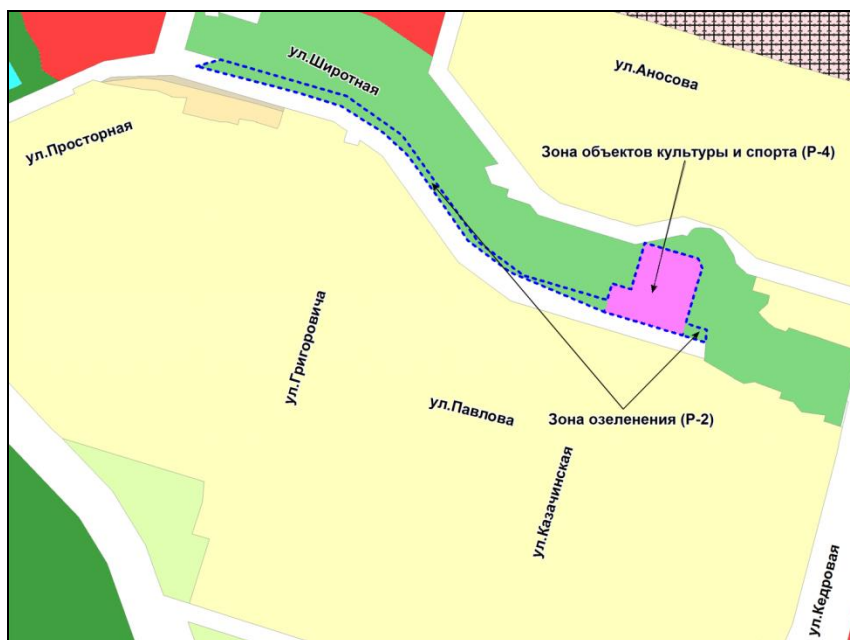 ул.Широтная
ул.Аносова
ул.Просторная
Зона объектов культуры и спорта (Р-4)
ул.Григоровича
ул.Павлова
Зона озеленения (Р-2)
ул.Казачинская
ул.Кедровая